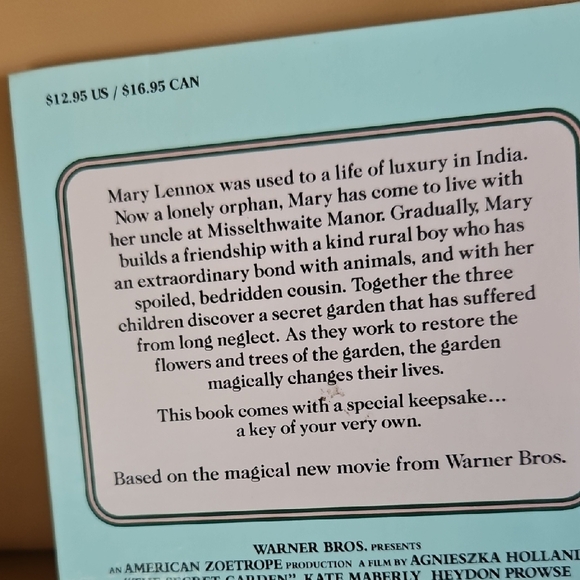 $12.95 US / $16.95 CAN
Mary Lennox was used to a life of luxury in India.
Now a lonely orphan, Mary has come to live with
her uncle at Misselthwaite Manor. Gradually, Mary
builds a friendship with a kind rural boy who has
an extraordinary bond with animals, and with her
spoiled, bedridden cousin. Together the three
children discover a secret garden that has suffered
from long neglect. As they work to restore the
flowers and trees of the garden, the garden
magically changes their lives.
This book comes with a special keepsake...
a key of your very own.
Based on the magical new movie from Warner Bros.
WARNER BROS. PRESENTS
AN AMERICAN ZOETROPE PRODUCTION A FILM BY AGNIESZKA HOLLAND
"THE SECRET GARDEN" KATE MABERLY HEYDON PROWSE